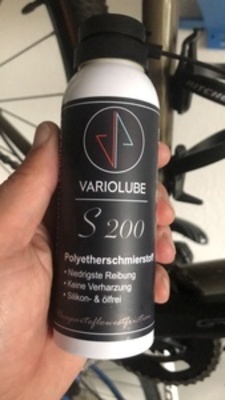 VARIOLUBE
S 200
Polyetherschmierstoff
• Niedrigste Reibung
• Keine Verharzung
• Silikon- & ölfrei